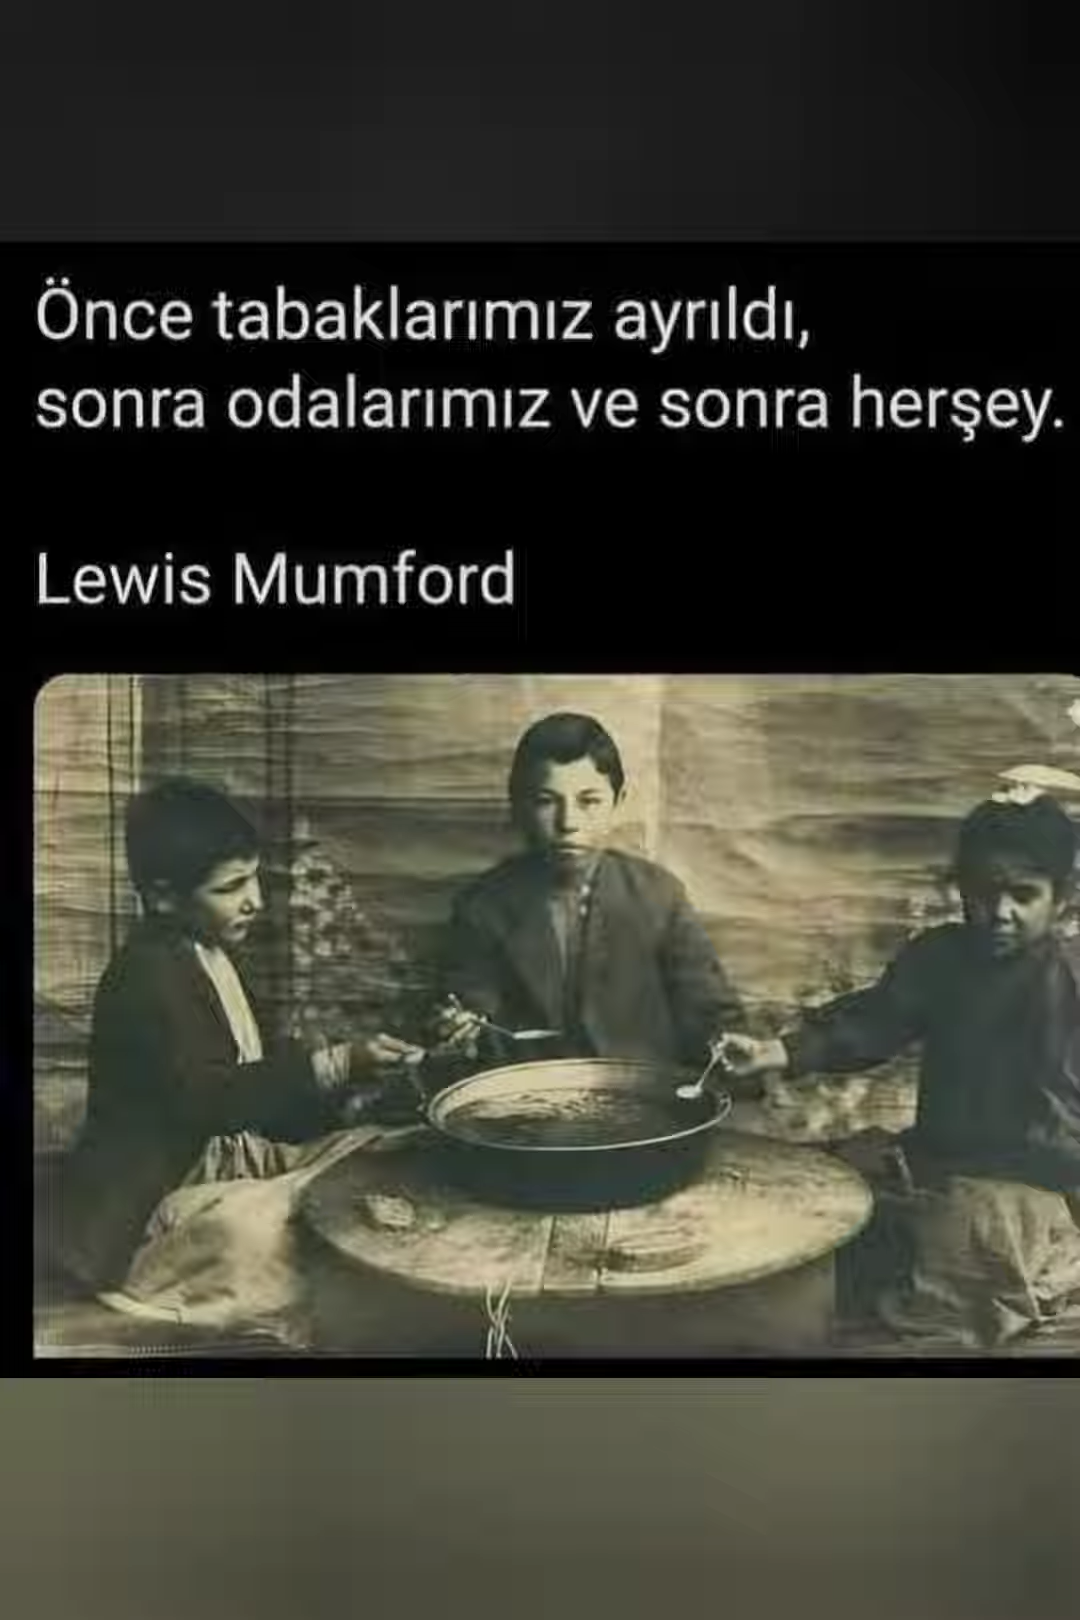 Önce tabaklarımız ayrıldı,
sonra odalarımız ve sonra herşey.
Lewis Mumford